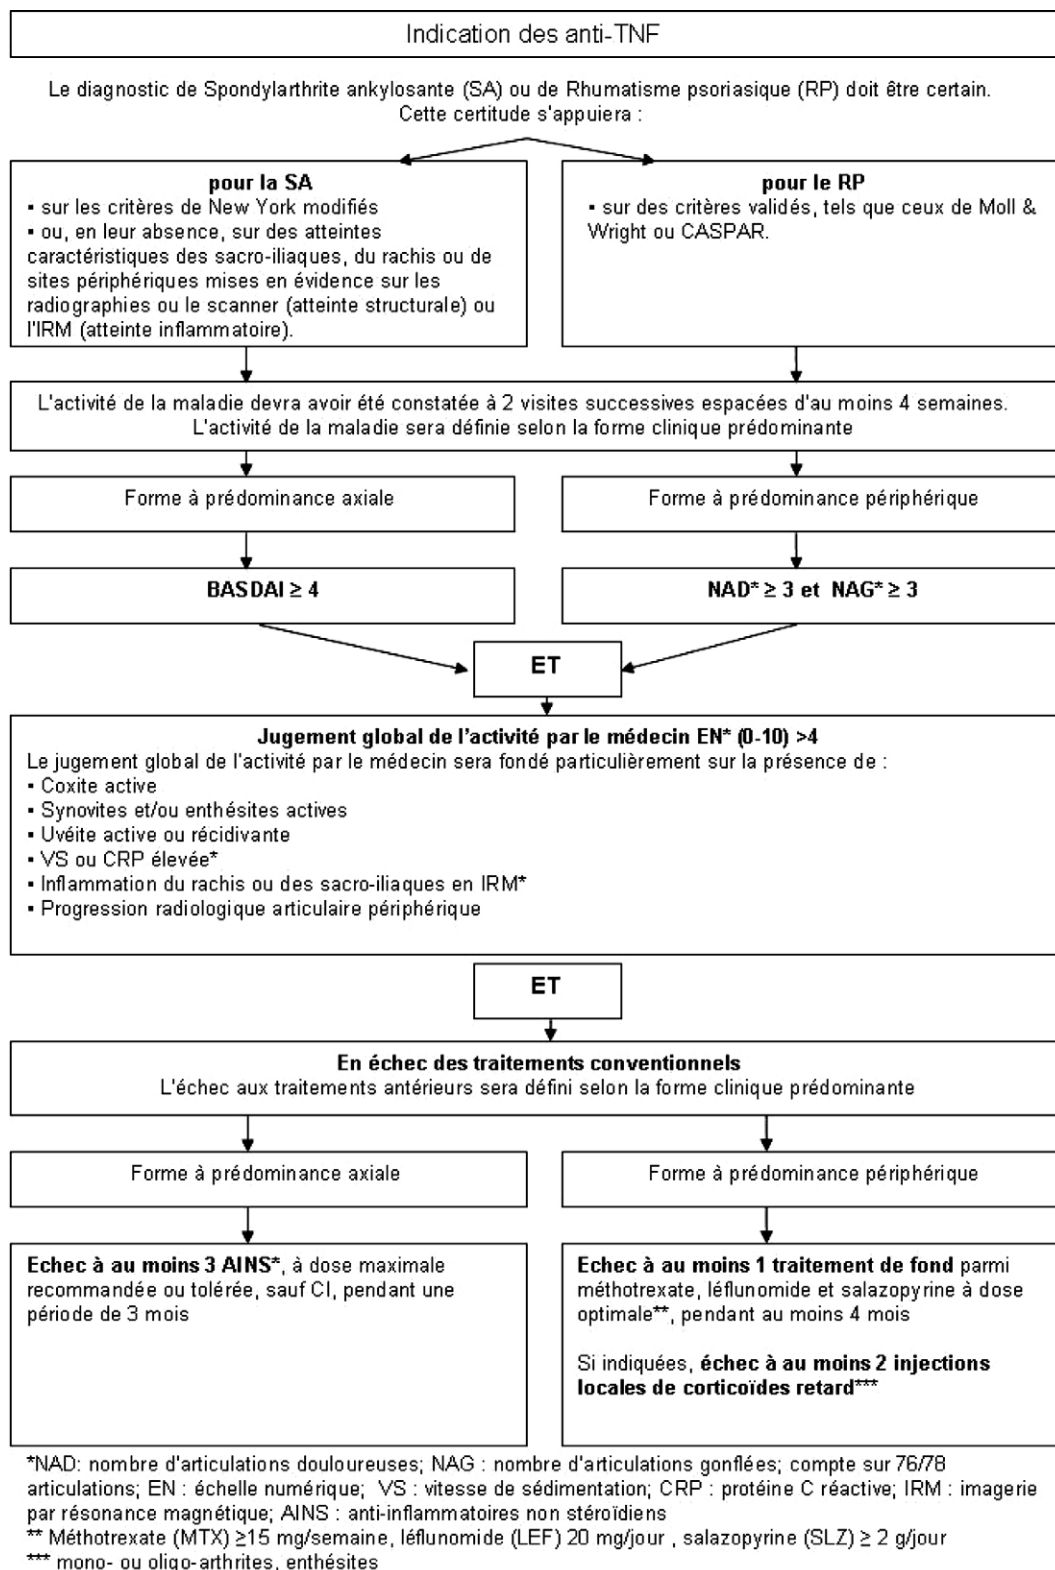 Indication des anti-TNF
Le diagnostic de Spondylarthrite ankylosante (SA) ou de Rhumatisme psoriasique (RP) doit être certain.
Cette certitude s'appuiera :
pour la SA
▪ sur les critères de New York modifiés
▪ ou, en leur absence, sur des atteintes
caractéristiques des sacro-iliaques, du rachis ou de
sites périphériques mises en évidence sur les
radiographies ou le scanner (atteinte structurale) ou
l'IRM (atteinte inflammatoire).
pour le RP
▪ sur des critères validés, tels que ceux de Moll &
Wright ou CASPAR.
L'activité de la maladie devra avoir été constatée à 2 visites successives espacées d'au moins 4 semaines.
L'activité de la maladie sera définie selon la forme clinique prédominante
Forme à prédominance axiale
Forme à prédominance périphérique
BASDAI ≥ 4
NAD* ≥ 3 et NAG* ≥ 3
ET
Jugement global de l'activité par le médecin EN* (0-10) >4
Le jugement global de l'activité par le médecin sera fondé particulièrement sur la présence de :
▪ Coxite active
▪ Synovites et/ou enthésites actives
▪ Uvéite active ou récidivante
▪ VS ou CRP élevée*
▪ Inflammation du rachis ou des sacro-iliaques en IRM*
▪ Progression radiologique articulaire périphérique
ET
En échec des traitements conventionnels
L'échec aux traitements antérieurs sera défini selon la forme clinique prédominante
Forme à prédominance axiale
Forme à prédominance périphérique
Echec à au moins 3 AINS*, à dose maximale
recommandée ou tolérée, sauf CI, pendant une
période de 3 mois
Echec à au moins 1 traitement de fond parmi
méthotrexate, léflunomide et salazopyrine à dose
optimale**, pendant au moins 4 mois
Si indiquées, échec à au moins 2 injections
locales de corticoïdes retard***
*NAD: nombre d'articulations douloureuses; NAG : nombre d'articulations gonflées; compte sur 76/78
articulations; EN : échelle numérique; VS : vitesse de sédimentation; CRP : protéine C réactive; IRM : imagerie
par résonance magnétique; AINS : anti-inflammatoires non stéroïdiens
** Méthotrexate (MTX) ≥15 mg/semaine, léflunomide (LEF) 20 mg/jour , salazopyrine (SLZ) ≥ 2 g/jour
*** mono- ou oligo-arthrites, enthésites